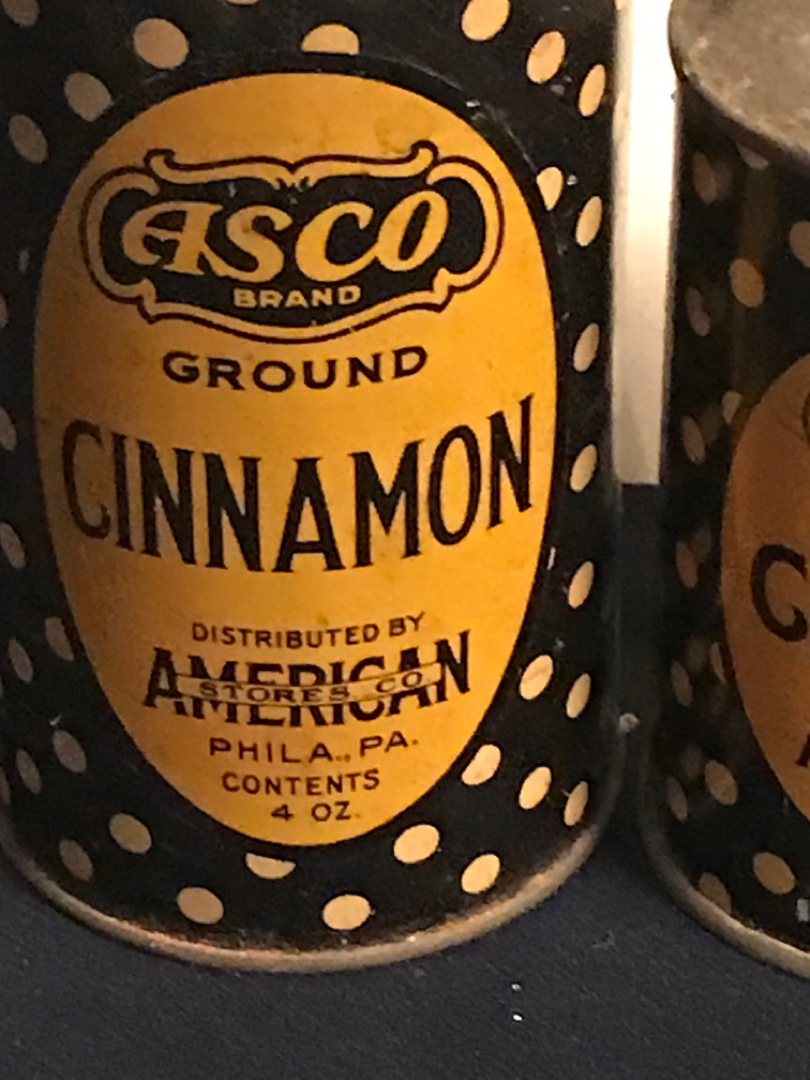 ASCO
BRAND
GROUND
CINNAMON
DISTRIBUTED BY
AMERICAN
STORES CO
PHILA., PA.
CONTENTS
4 OZ.